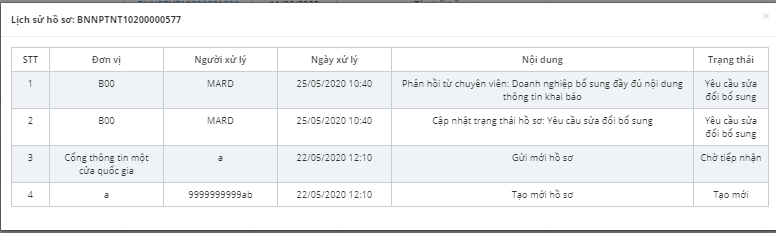 Lịch sử hồ sơ: BNNPTNT10200000577
×
STT Đơn vị Người xử lý Ngày xử lý Nội dung Trạng thái
1 B00 MARD 25/05/2020 10:40 Phản hồi từ chuyên viên: Doanh nghiệp bổ sung đầy đủ nội dung Yêu cầu sửa
thông tin khai báo đổi bổ sung
2 B00 MARD 25/05/2020 10:40 Cập nhật trạng thái hồ sơ: Yêu cầu sửa đổi bổ sung Yêu cầu sửa
đổi bổ sung
3 Cổng thông tin một a 22/05/2020 12:10 Gửi mới hồ sơ Chờ tiếp nhận
cửa quốc gia
4 a 9999999999ab 22/05/2020 12:10 Tạo mới hồ sơ Tạo mới